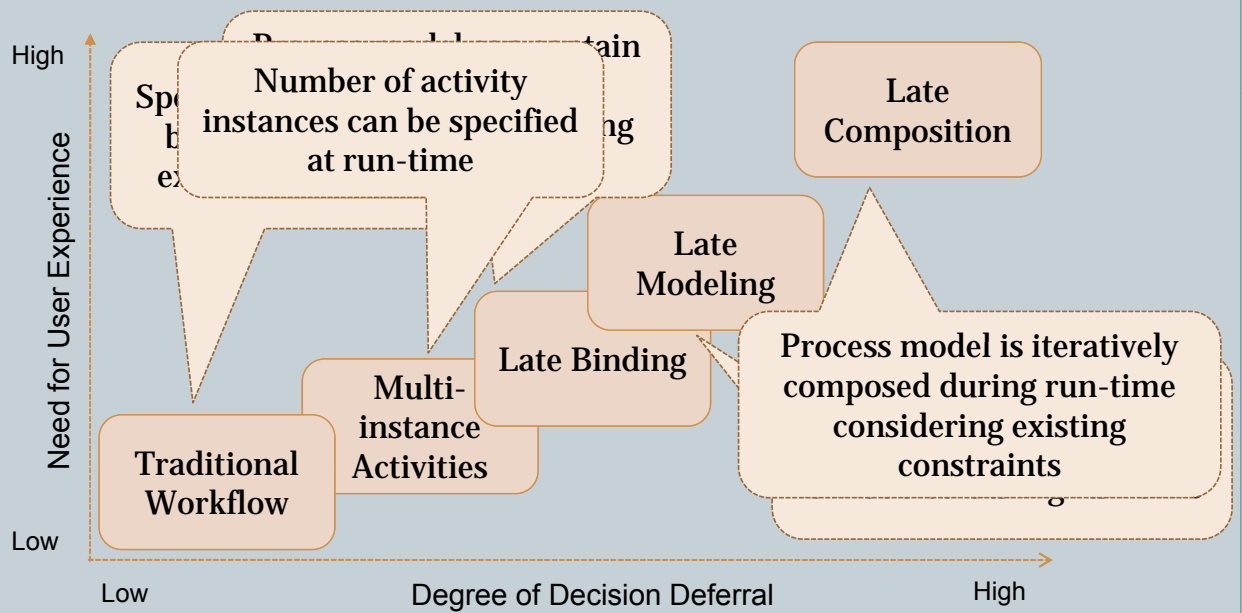 High
Number of activity
instances can be specified
at run-time
Late
Composition
Late
Modeling
Late Binding
Process model is iteratively
composed during run-time
considering existing
constraints
Multi-
instance
Activities
Traditional
Workflow
Need for User Experience
Low
Low
Degree of Decision Deferral
High